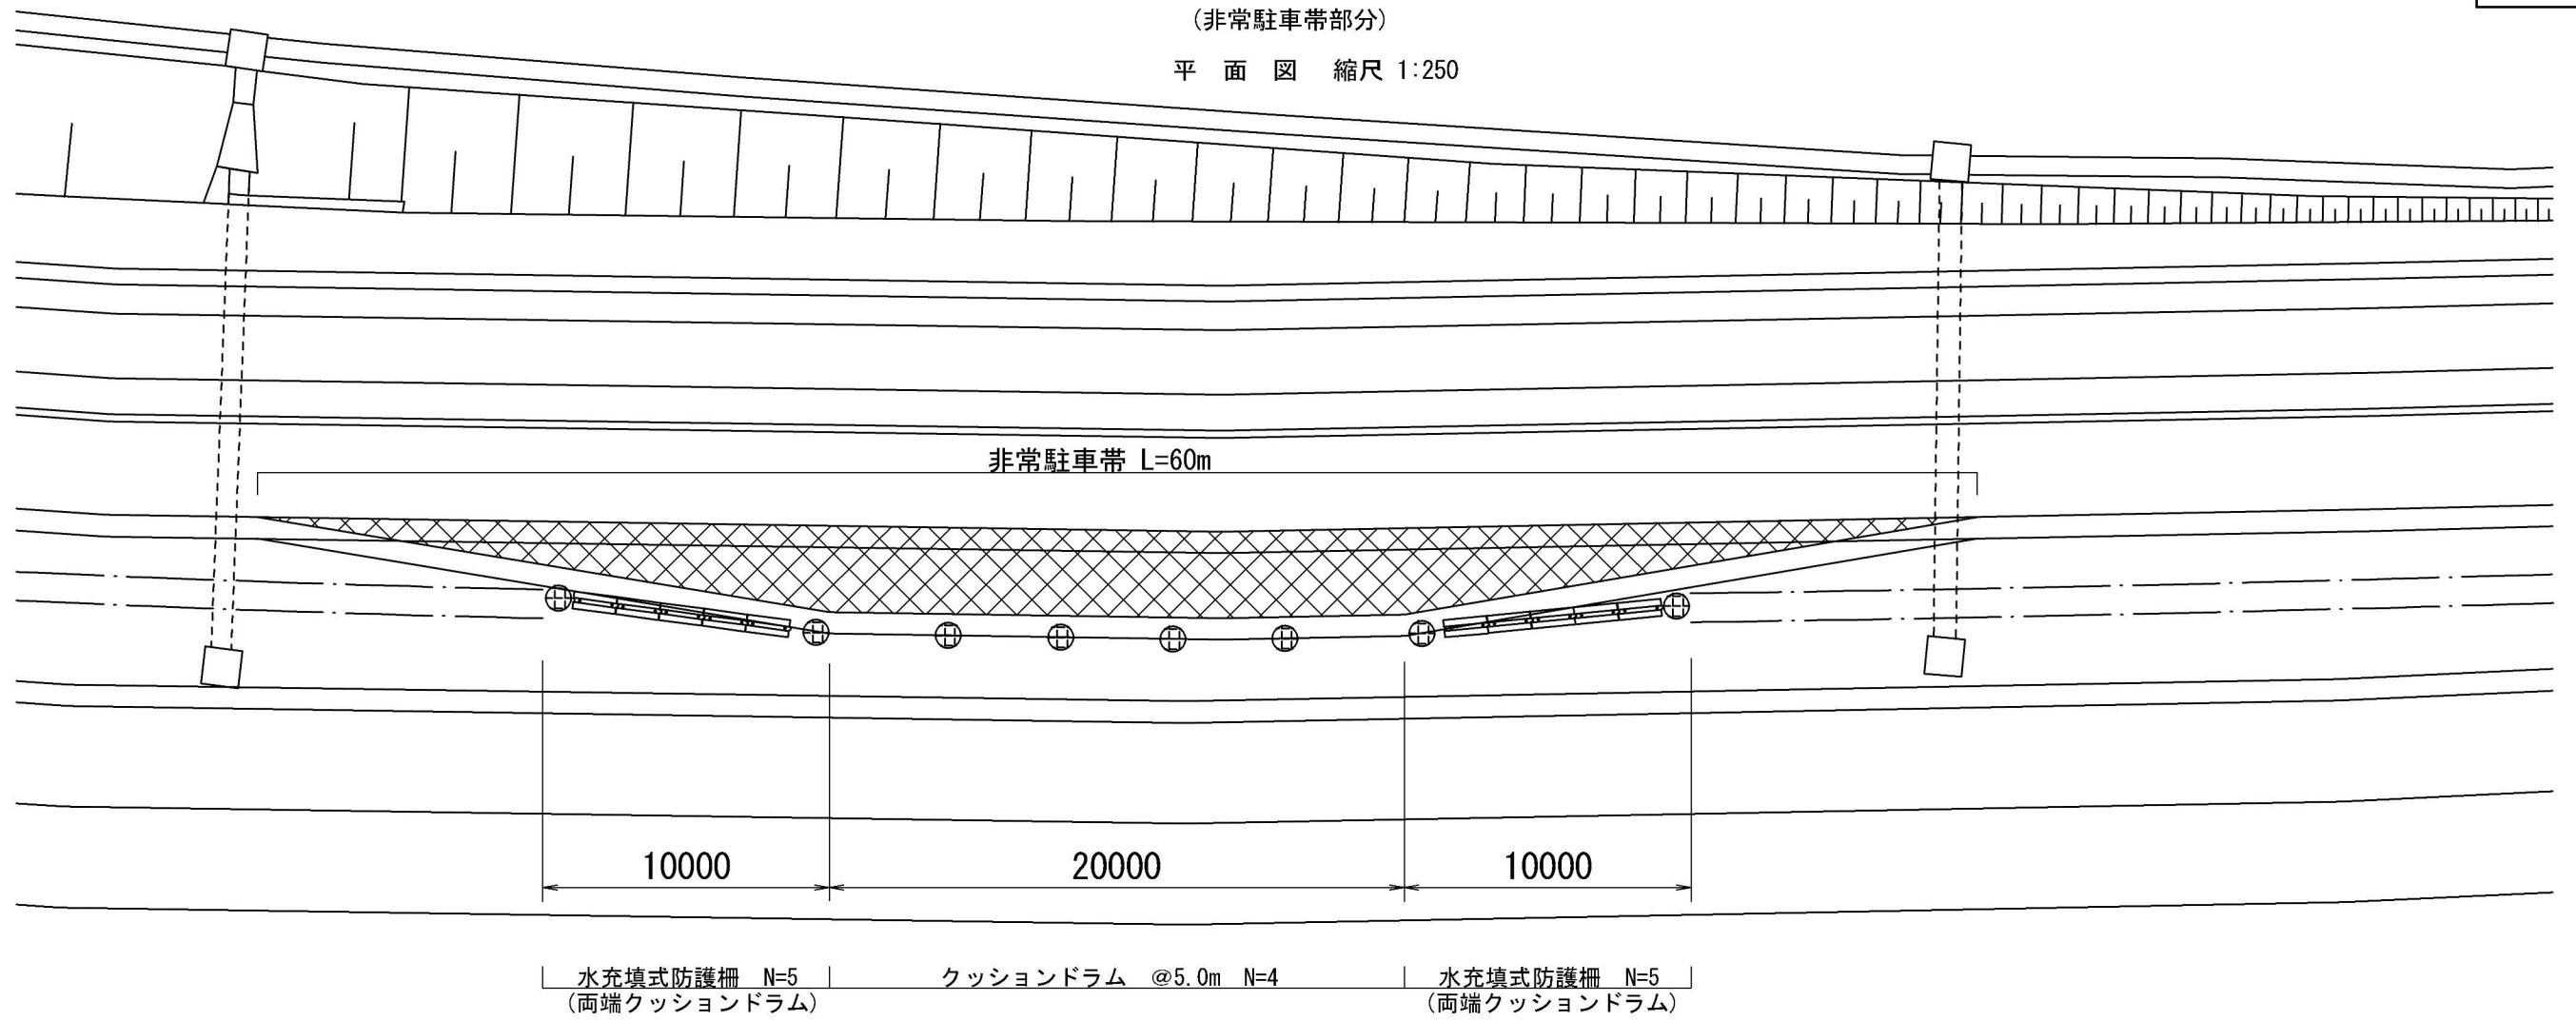 (非常駐車帯部分)
平 面 図 縮尺 1:250
非常駐車帯 L=60m
10000
20000
10000
水充填式防護柵 N=5
(両端クッションドラム)
クッションドラム @5.0m N=4
水充填式防護柵 N=5
(両端クッションドラム)